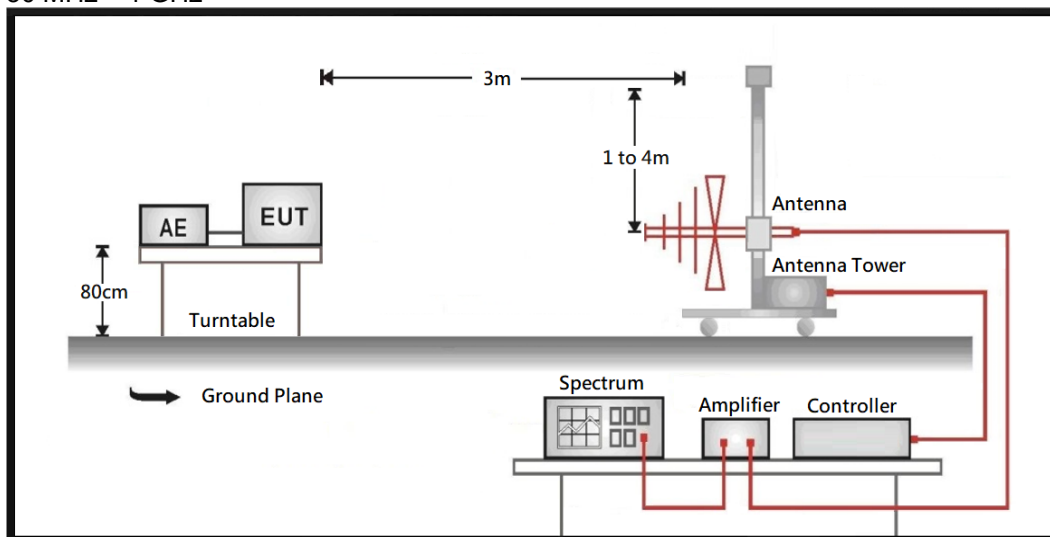 3m
1 to 4m
Antenna
AE
EUT
Antenna Tower
80cm
Turntable
Ground Plane
Spectrum
Amplifier
Controller